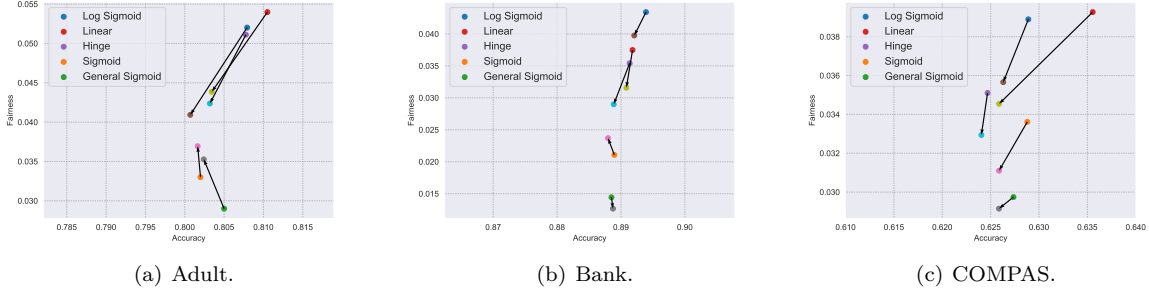 0.055
0.050
0.045
0.040
0.035
0.030
Fairness
Log Sigmoid
Linear
Hinge
Sigmoid
General Sigmoid
0.785
0.790
0.795
0.800
0.805
0.810
0.815
Accuracy
(a) Adult.
0.040
0.035
0.030
0.025
0.020
0.015
Fairness
Log Sigmoid
Linear
Hinge
Sigmoid
General Sigmoid
0.87
0.88
0.89
0.90
Accuracy
(b) Bank.
0.038
0.036
0.034
0.032
0.030
Fairness
Log Sigmoid
Linear
Hinge
Sigmoid
General Sigmoid
0.610
0.615
0.620
0.625
0.630
0.635
0.640
Accuracy
(c) COMPAS.